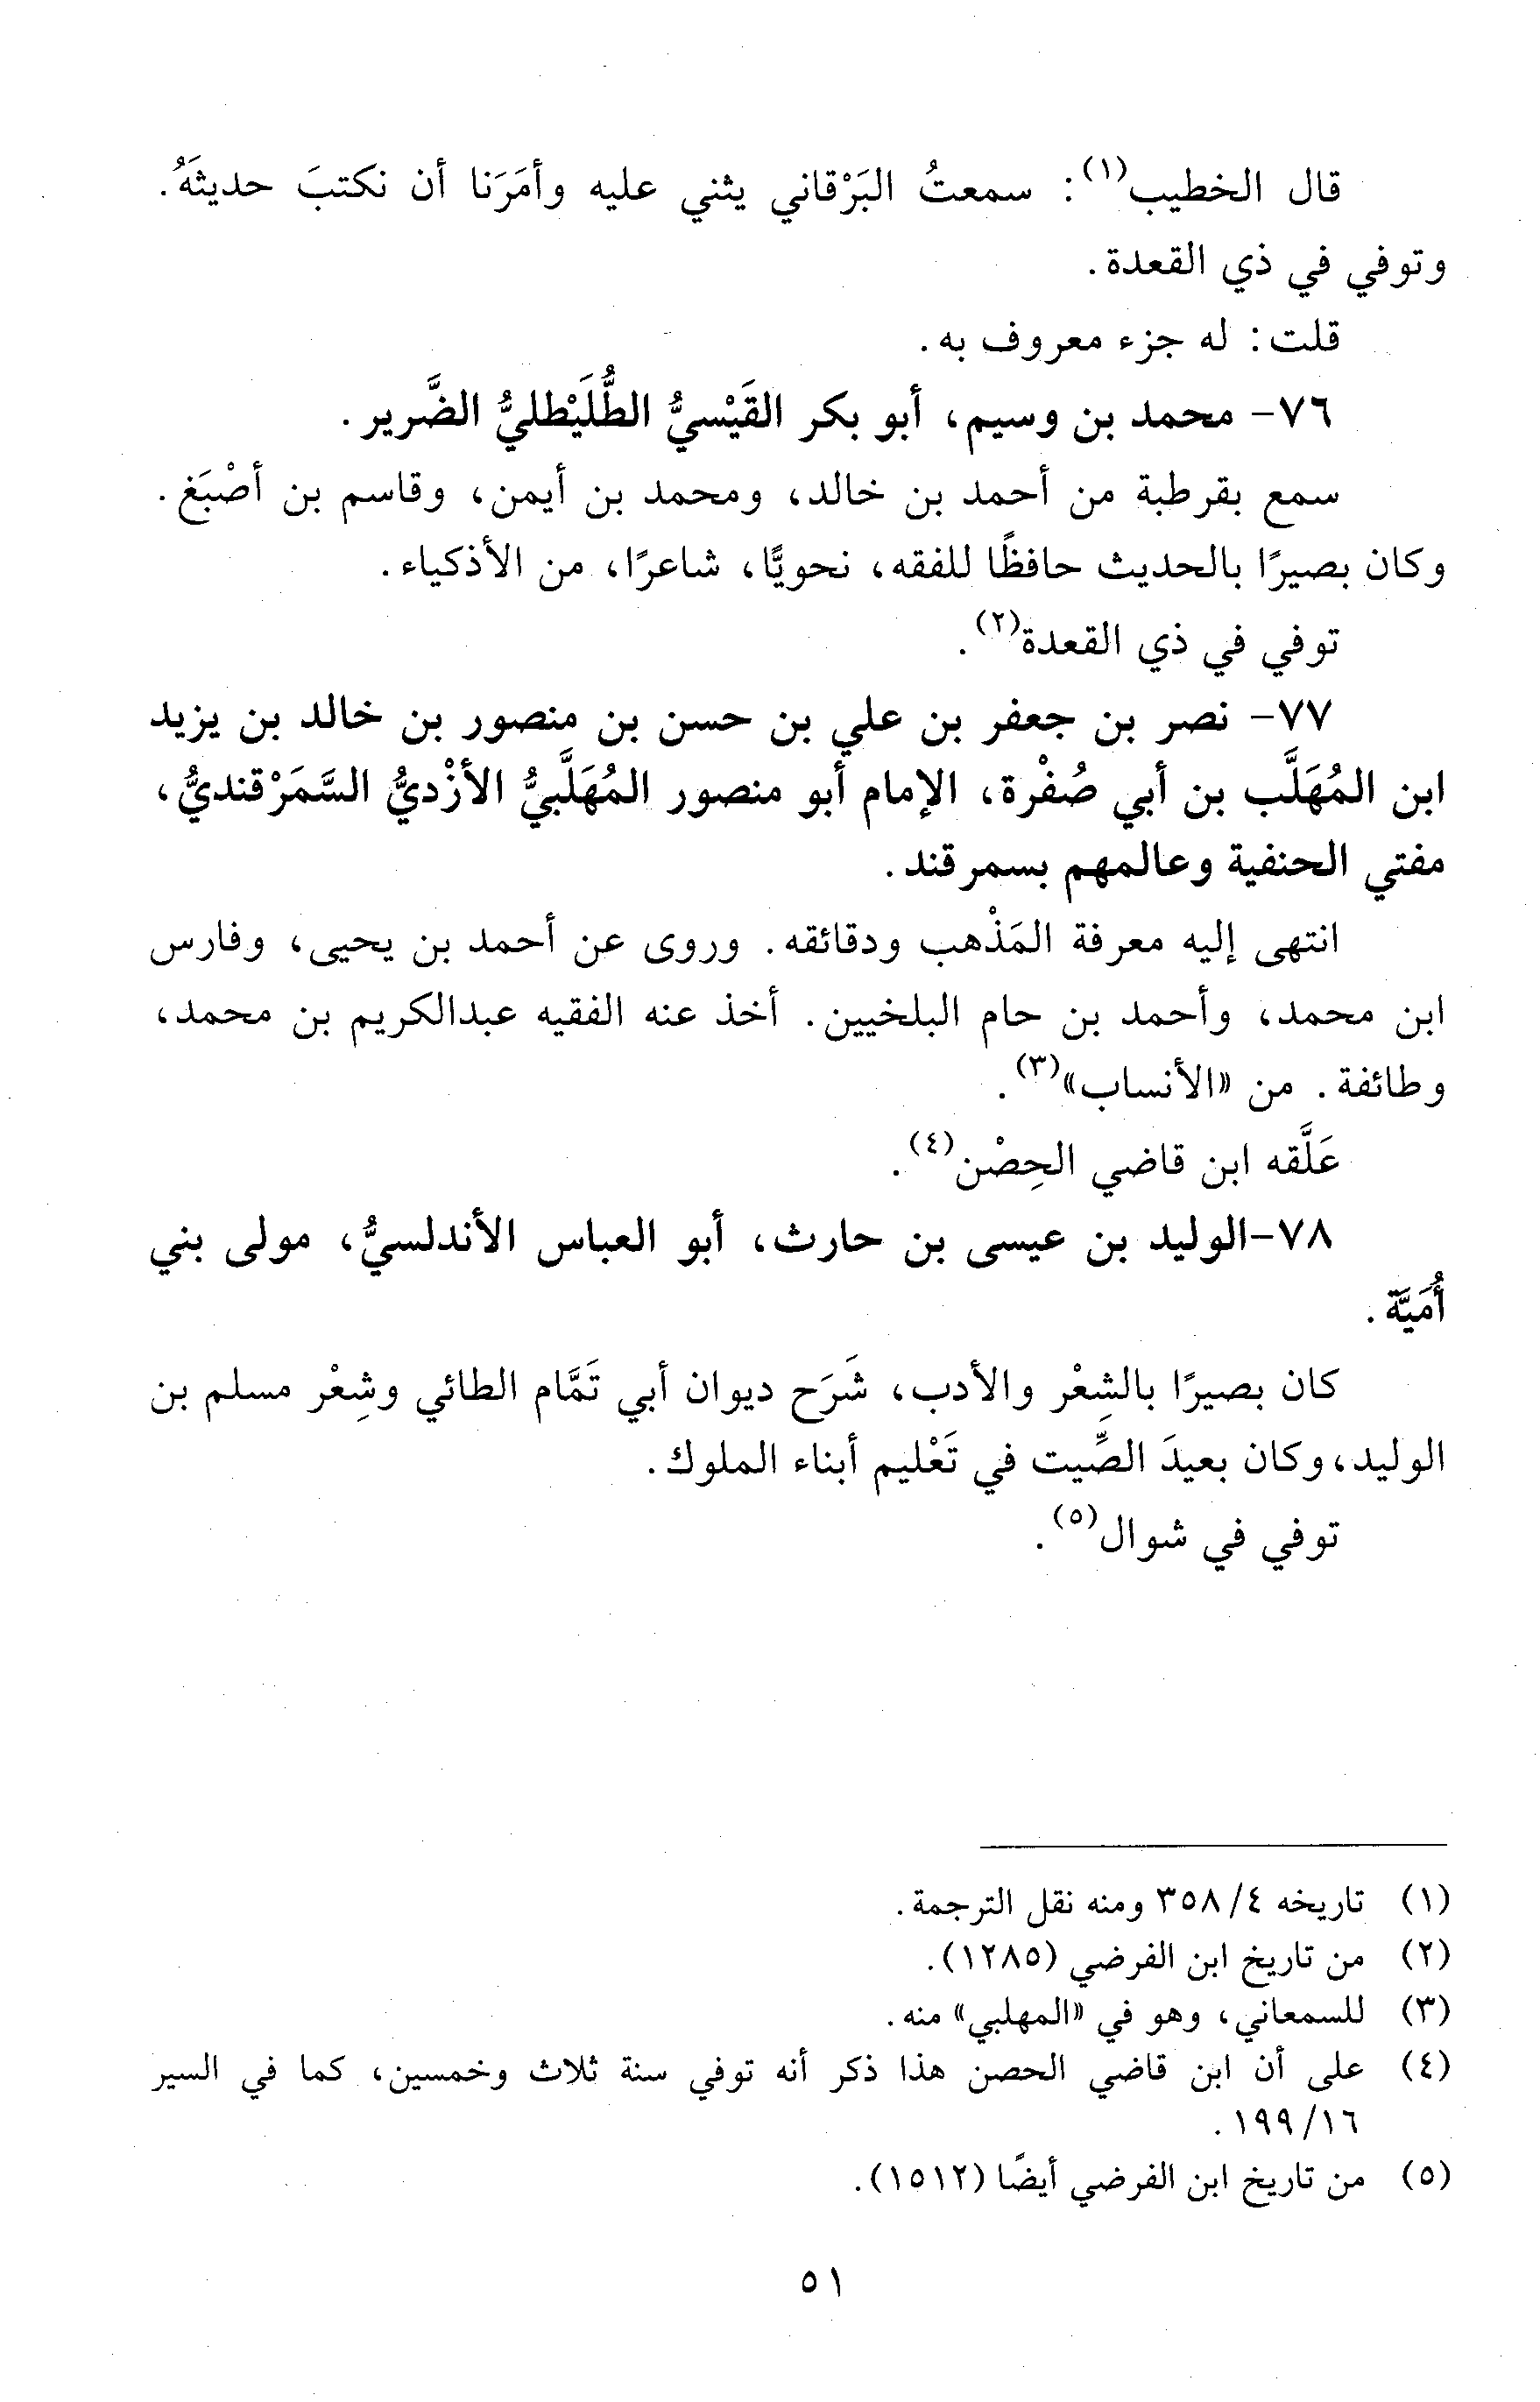 قال الخطيب(١): سمعتُ البَرْقاني يثني عليه وأمَرَنا أن نكتبَ حديثَهُ.
وتوفي في ذي القعدة.
قلت: له جزء معروف به.
٧٦- محمد بن وسيم، أبو بكر القَيْسيُّ الطُّلَيْطليُّ الضَّرير.
سمع بقرطبة من أحمد بن خالد، ومحمد بن أيمن، وقاسم بن أصْبَغ.
وكان بصيرًا بالحديث حافظًا للفقه، نحويًّا، شاعرًا، من الأذكياء.
توفي في ذي القعدة(٢).
٧٧- نصر بن جعفر بن علي بن حسن بن منصور بن خالد بن يزيد
ابن المُهَلَّب بن أبي صُفْرة، الإمام أبو منصور المُهَلَّبيُّ الأزْديُّ السَّمَرْقنديُّ،
مفتي الحنفية وعالمهم بسمرقند.
انتهى إليه معرفة المَذْهب ودقائقه. وروى عن أحمد بن يحيى، وفارس
ابن محمد، وأحمد بن حام البلخيين. أخذ عنه الفقيه عبدالكريم بن محمد،
وطائفة. من «الأنساب»(٣).
عَلَّقه ابن قاضي الحِصْن(٤).
٧٨-الوليد بن عيسى بن حارث، أبو العباس الأندلسيُّ، مولى بني
أُمَيَّة.
كان بصيرًا بالشِعْر والأدب، شَرَح ديوان أبي تَمَّام الطائي وشِعْر مسلم بن
الوليد، وكان بعيدَ الصِّيت في تَعْليم أبناء الملوك.
توفي في شوال(٥).
(١) تاريخه ٤/ ٣٥٨ ومنه نقل الترجمة.
(٢) من تاريخ ابن الفرضي (١٢٨٥).
(٣) للسمعاني، وهو في «المهلبي» منه.
(٤) على أن ابن قاضي الحصن هذا ذكر أنه توفي سنة ثلاث وخمسين، كما في السير
١٦/ ١٩٩.
(٥) من تاريخ ابن الفرضي أيضًا (١٥١٢).
٥١